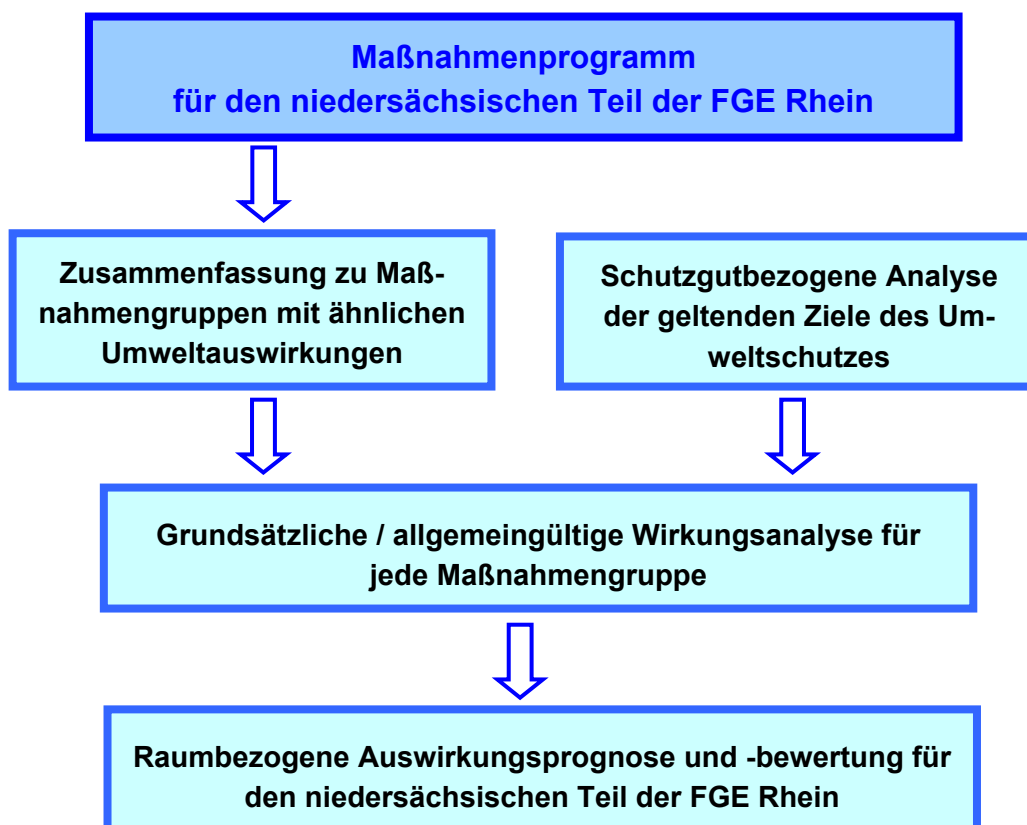 Maßnahmenprogramm
für den niedersächsischen Teil der FGE Rhein
Zusammenfassung zu Maß-
nahmengruppen mit ähnlichen
Umweltauswirkungen
Schutzgutbezogene Analyse
der geltenden Ziele des Um-
weltschutzes
Grundsätzliche / allgemeingültige Wirkungsanalyse für
jede Maßnahmengruppe
Raumbezogene Auswirkungsprognose und -bewertung für
den niedersächsischen Teil der FGE Rhein